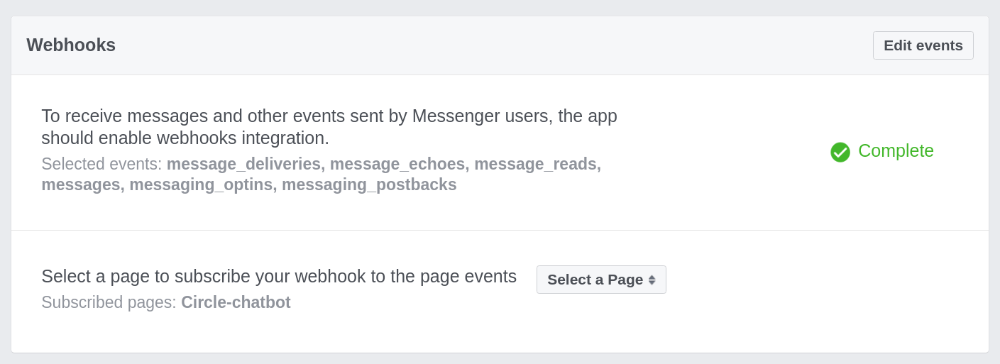 Webhooks
Edit events
To receive messages and other events sent by Messenger users, the app
should enable webhooks integration.
Selected events: message_deliveries, message_echoes, message_reads,
messages, messaging_optins, messaging_postbacks
Complete
Select a page to subscribe your webhook to the page events
Select a Page
Subscribed pages: Circle-chatbot